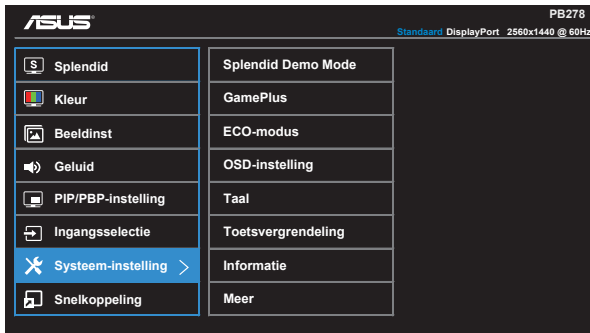 ASUS
PB278
Standaard DisplayPort 2560x1440 @ 60Hz
S Splendid
Kleur
Beeldinst
Geluid
PIP/PBP-instelling
Ingangsselectie
Systeem-instelling >
Snelkoppeling
Splendid Demo Mode
GamePlus
ECO-modus
OSD-instelling
Taal
Toetsvergrendeling
Informatie
Meer